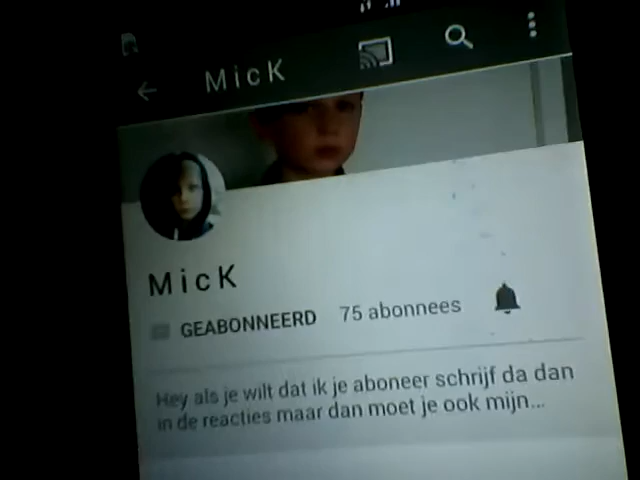 MicK
MicK
GEABONNEERD 75 abonnees
Hey als je wilt dat ik je aboneer schrijf da dan
in de reacties maar dan moet je ook mijn...